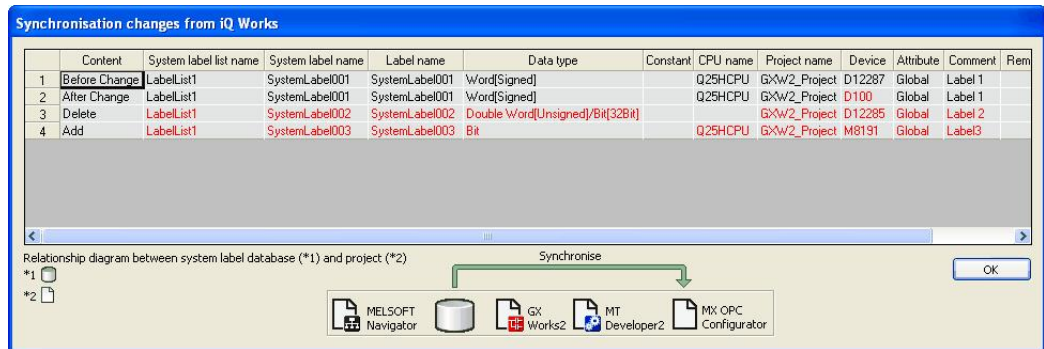 Synchronisation changes from iQ Works
Content System label list name System label name Label name Data type Constant CPU name Project name Device Attribute Comment Rem
1 Before Change LabelList1 SystemLabel001 SystemLabel001 Word[Signed] Q25HCPU GXW2_Project D12287 Global Label 1
2 After Change LabelList1 SystemLabel001 SystemLabel001 Word[Signed] Q25HCPU GXW2_Project D100 Global Label 1
3 Delete LabelList1 SystemLabel002 SystemLabel002 Double Word[Unsigned]/Bit[32Bit] GXW2_Project D12285 Global Label 2
4 Add LabelList1 SystemLabel003 SystemLabel003 Bit Q25HCPU GXW2_Project M8191 Global Label3
Relationship diagram between system label database (*1) and project (*2)
Synchronise
OK
*1
*2
MELSOFT
Navigator
GX
Works2
MT
Developer2
MX OPC
Configurator